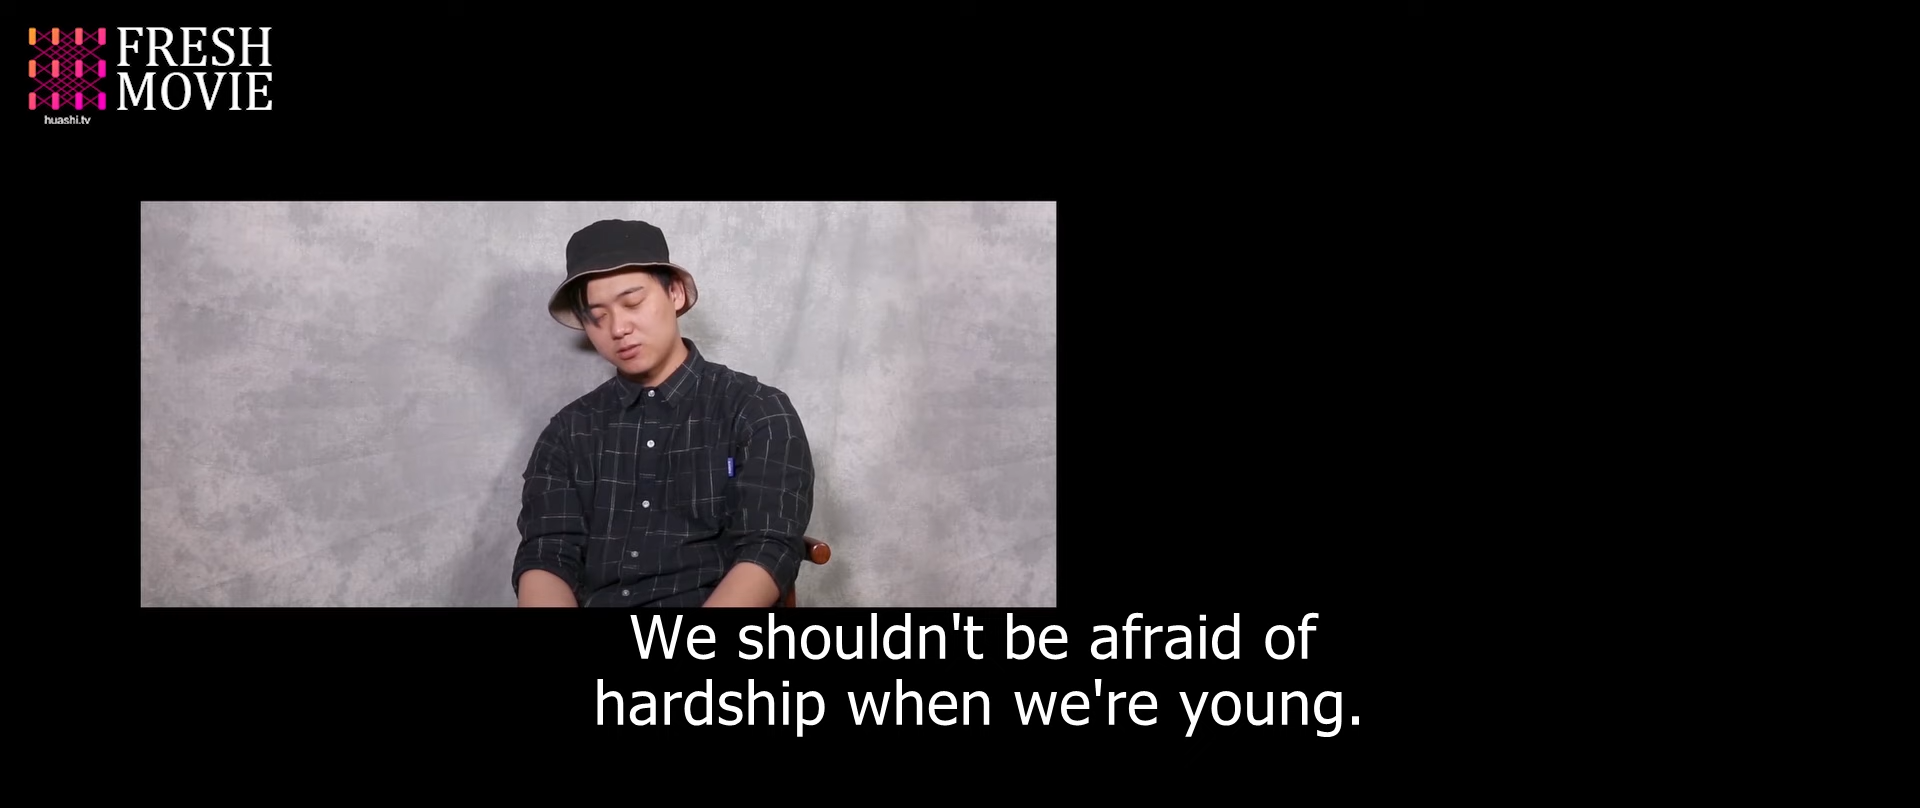 FRESH
MOVIE
huashi.tv
We shouldn't be afraid of
hardship when we're young.